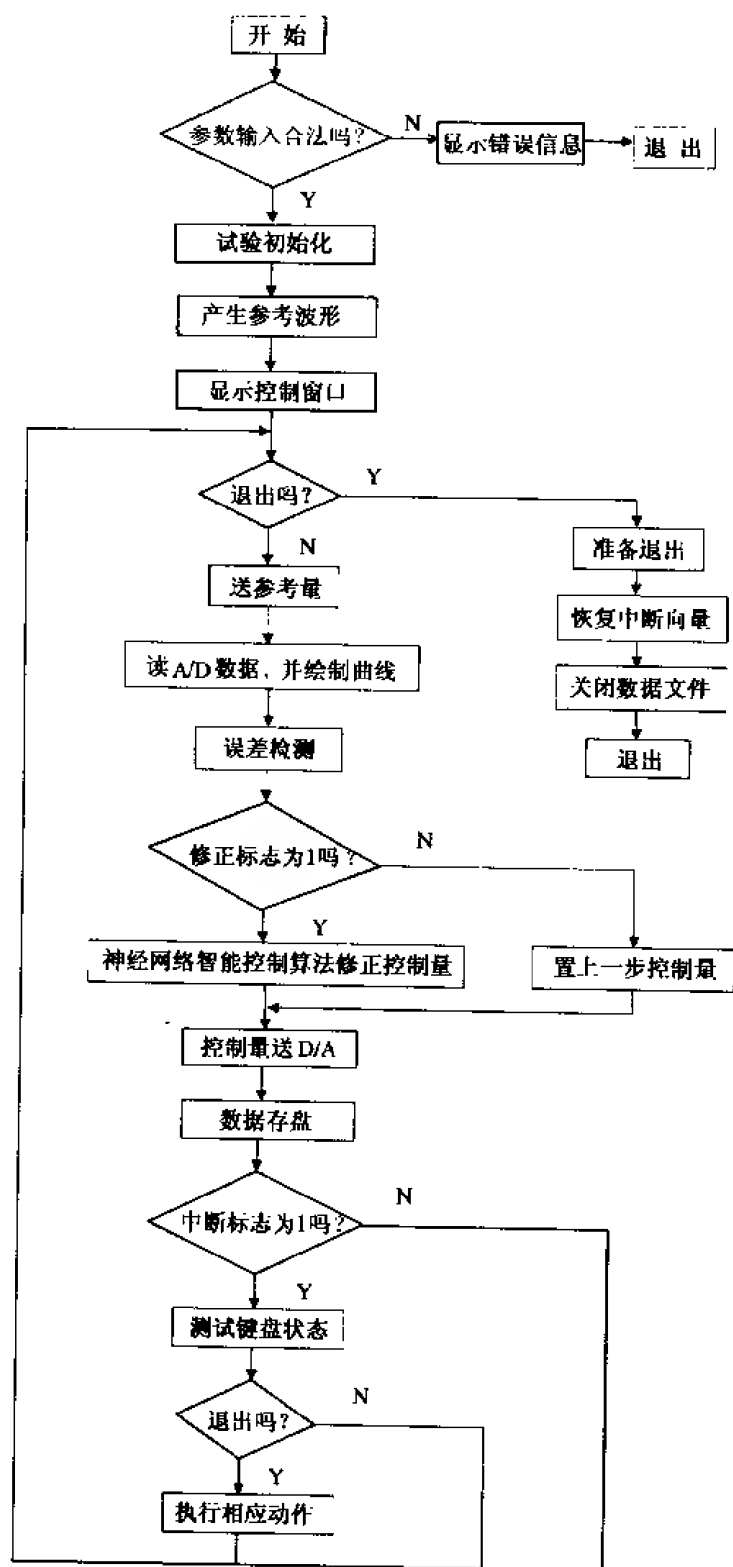 开 始
参数输入合法吗?
N
显示错误信息
退 出
Y
试验初始化
产生参考波形
显示控制窗口
退出吗?
Y
N
准备退出
送参考量
恢复中断向量
读A/D数据, 并绘制曲线
关闭数据文件
误差检测
退出
修正标志为1吗?
N
Y
神经网络智能控制算法修正控制量
置上一步控制量
控制量送D/A
数据存盘
中断标志为1吗?
N
Y
测试键盘状态
退出吗?
N
Y
执行相应动作